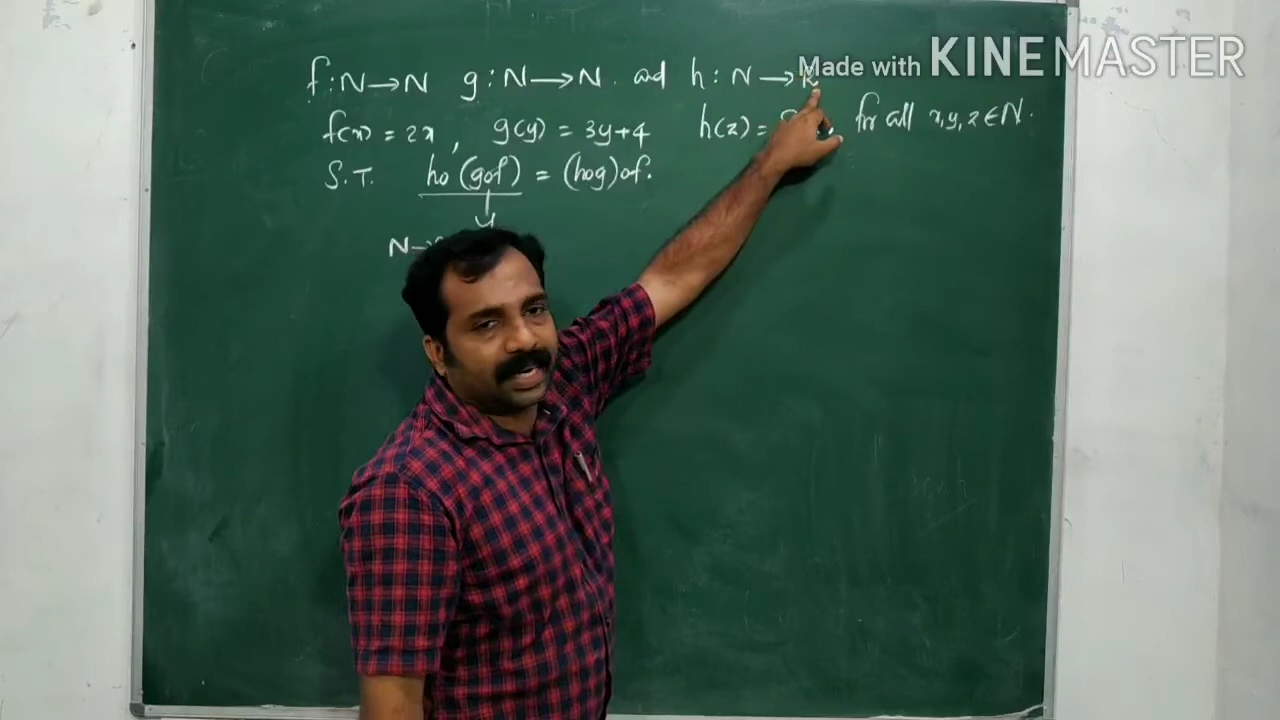 Made with KINEMASTER
f : N → N   g : N → N. and   h : N → R
f(x) = 2x ,   g(y) = 3y+4   h(z) =   for all x, y, z ∈ N.
S.T.   ho (gof) = (hog)of.
N →